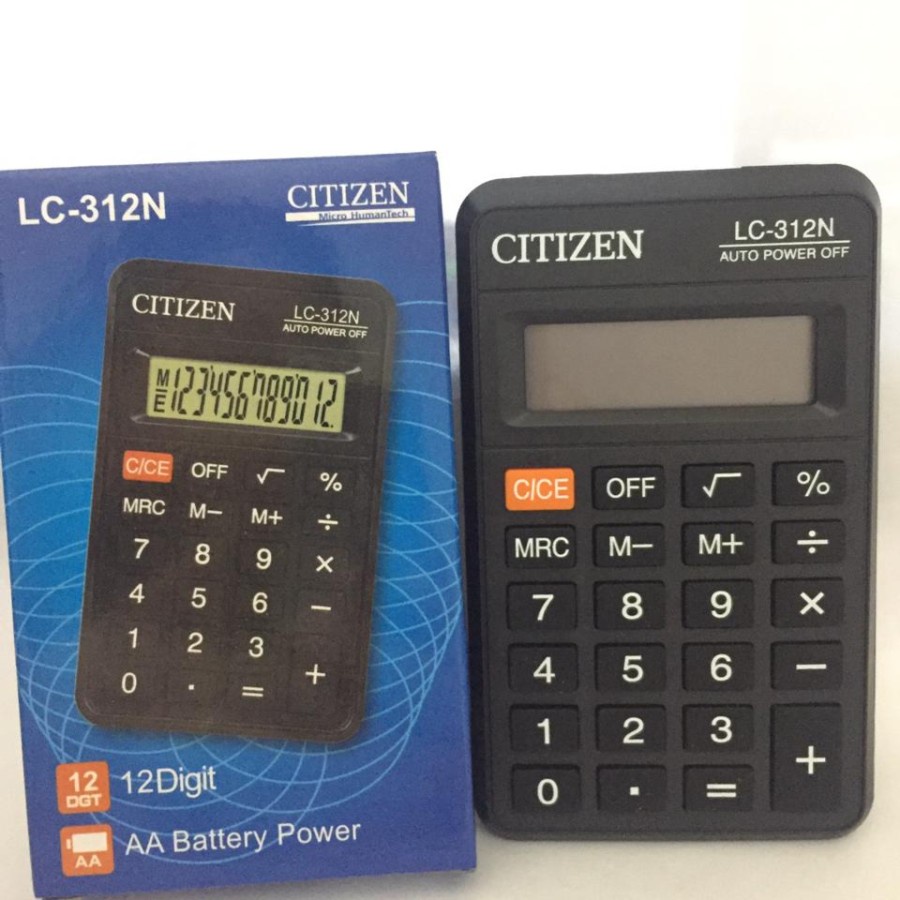 LC-312N
CITIZEN
Micro HumanTech
CITIZEN
LC-312N
AUTO POWER OFF
M
E
123456789012.
C/CE OFF √ %
MRC M− M+ ÷
7 8 9 ×
4 5 6 −
1 2 3
+
0 . =
12
DGT
12Digit
AA
AA Battery Power
CITIZEN
LC-312N
AUTO POWER OFF
C/CE OFF √ %
MRC M− M+ ÷
7 8 9 ×
4 5 6 −
1 2 3
+
0 . =